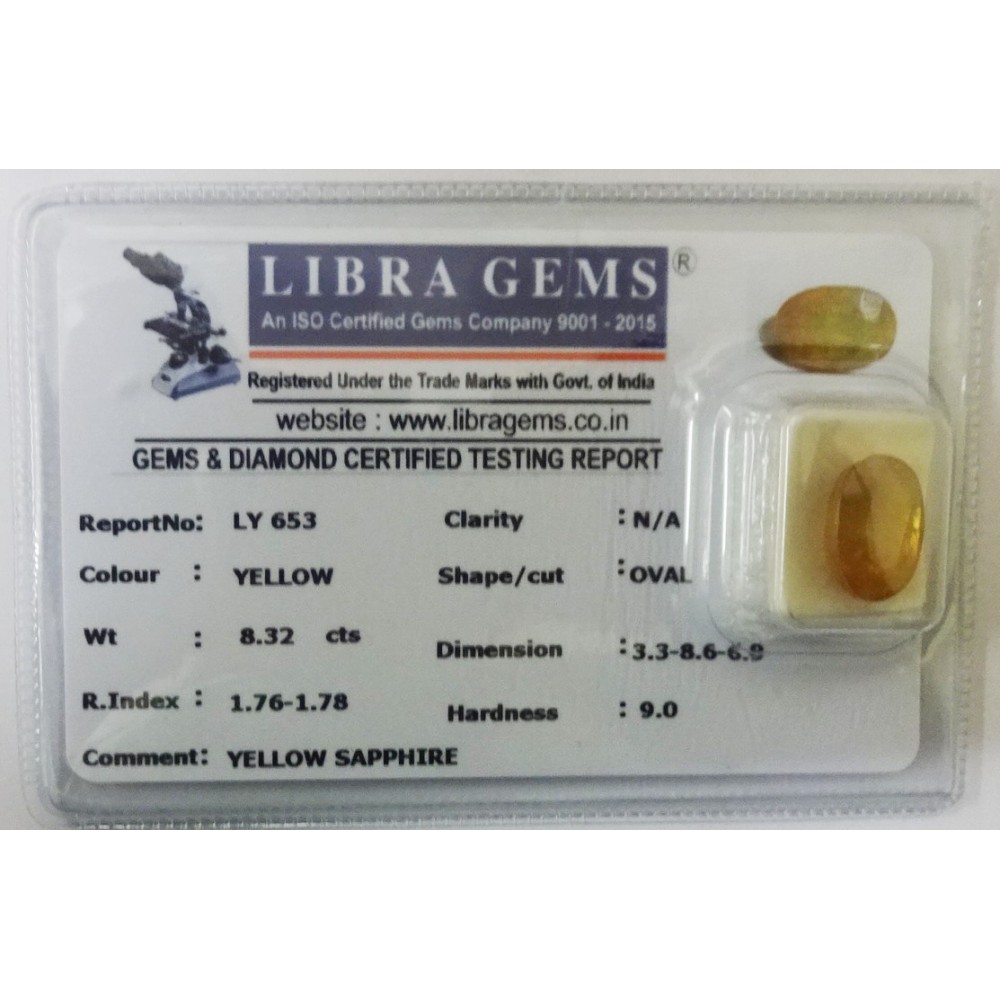 LIBRA GEMS ®
An ISO Certified Gems Company 9001 - 2015
Registered Under the Trade Marks with Govt. of India
website : www.libragems.co.in
GEMS & DIAMOND CERTIFIED TESTING REPORT
ReportNo: LY 653 Clarity : N/A
Colour : YELLOW Shape/cut : OVAL
Wt : 8.32 cts Dimension : 3.3-8.6-6.9
R.Index : 1.76-1.78 Hardness : 9.0
Comment: YELLOW SAPPHIRE